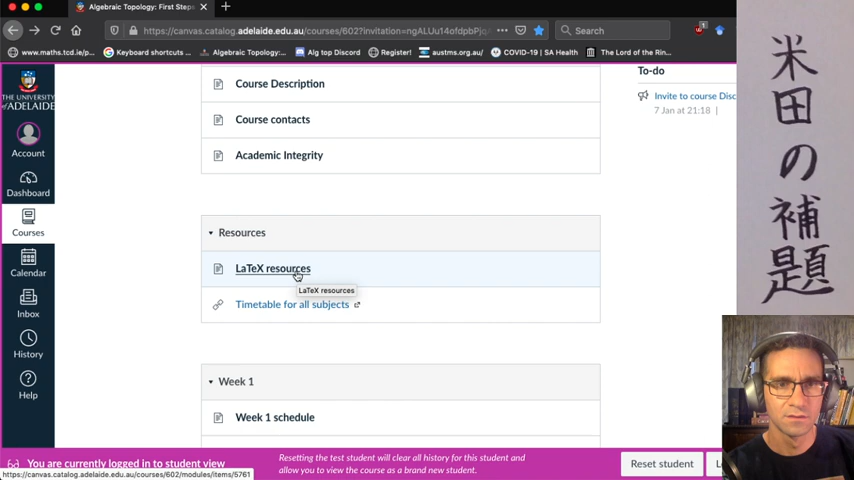 Algebraic Topology: First Steps
https://canvas.catalog.adelaide.edu.au/courses/602?invitation=ngALUu14ofdpbPjq
Search
www.maths.tcd.ie/p...
Keyboard shortcuts ...
Algebraic Topology:...
Alg top Discord
Register!
austms.org.au/
COVID-19 | SA Health
The Lord of the Rin...
THE UNIVERSITY
of ADELAIDE
Account
Dashboard
Courses
Calendar
Inbox
History
Help
Course Description
Course contacts
Academic Integrity
Resources
LaTeX resources
LaTeX resources
Timetable for all subjects
Week 1
Week 1 schedule
To-do
Invite to course Disc
7 Jan at 21:18
米田の補題
You are currently logged in to student view
Resetting the test student will clear all history for this student and
allow you to view the course as a brand new student.
Reset student
https://canvas.catalog.adelaide.edu.au/courses/602/modules/items/5761